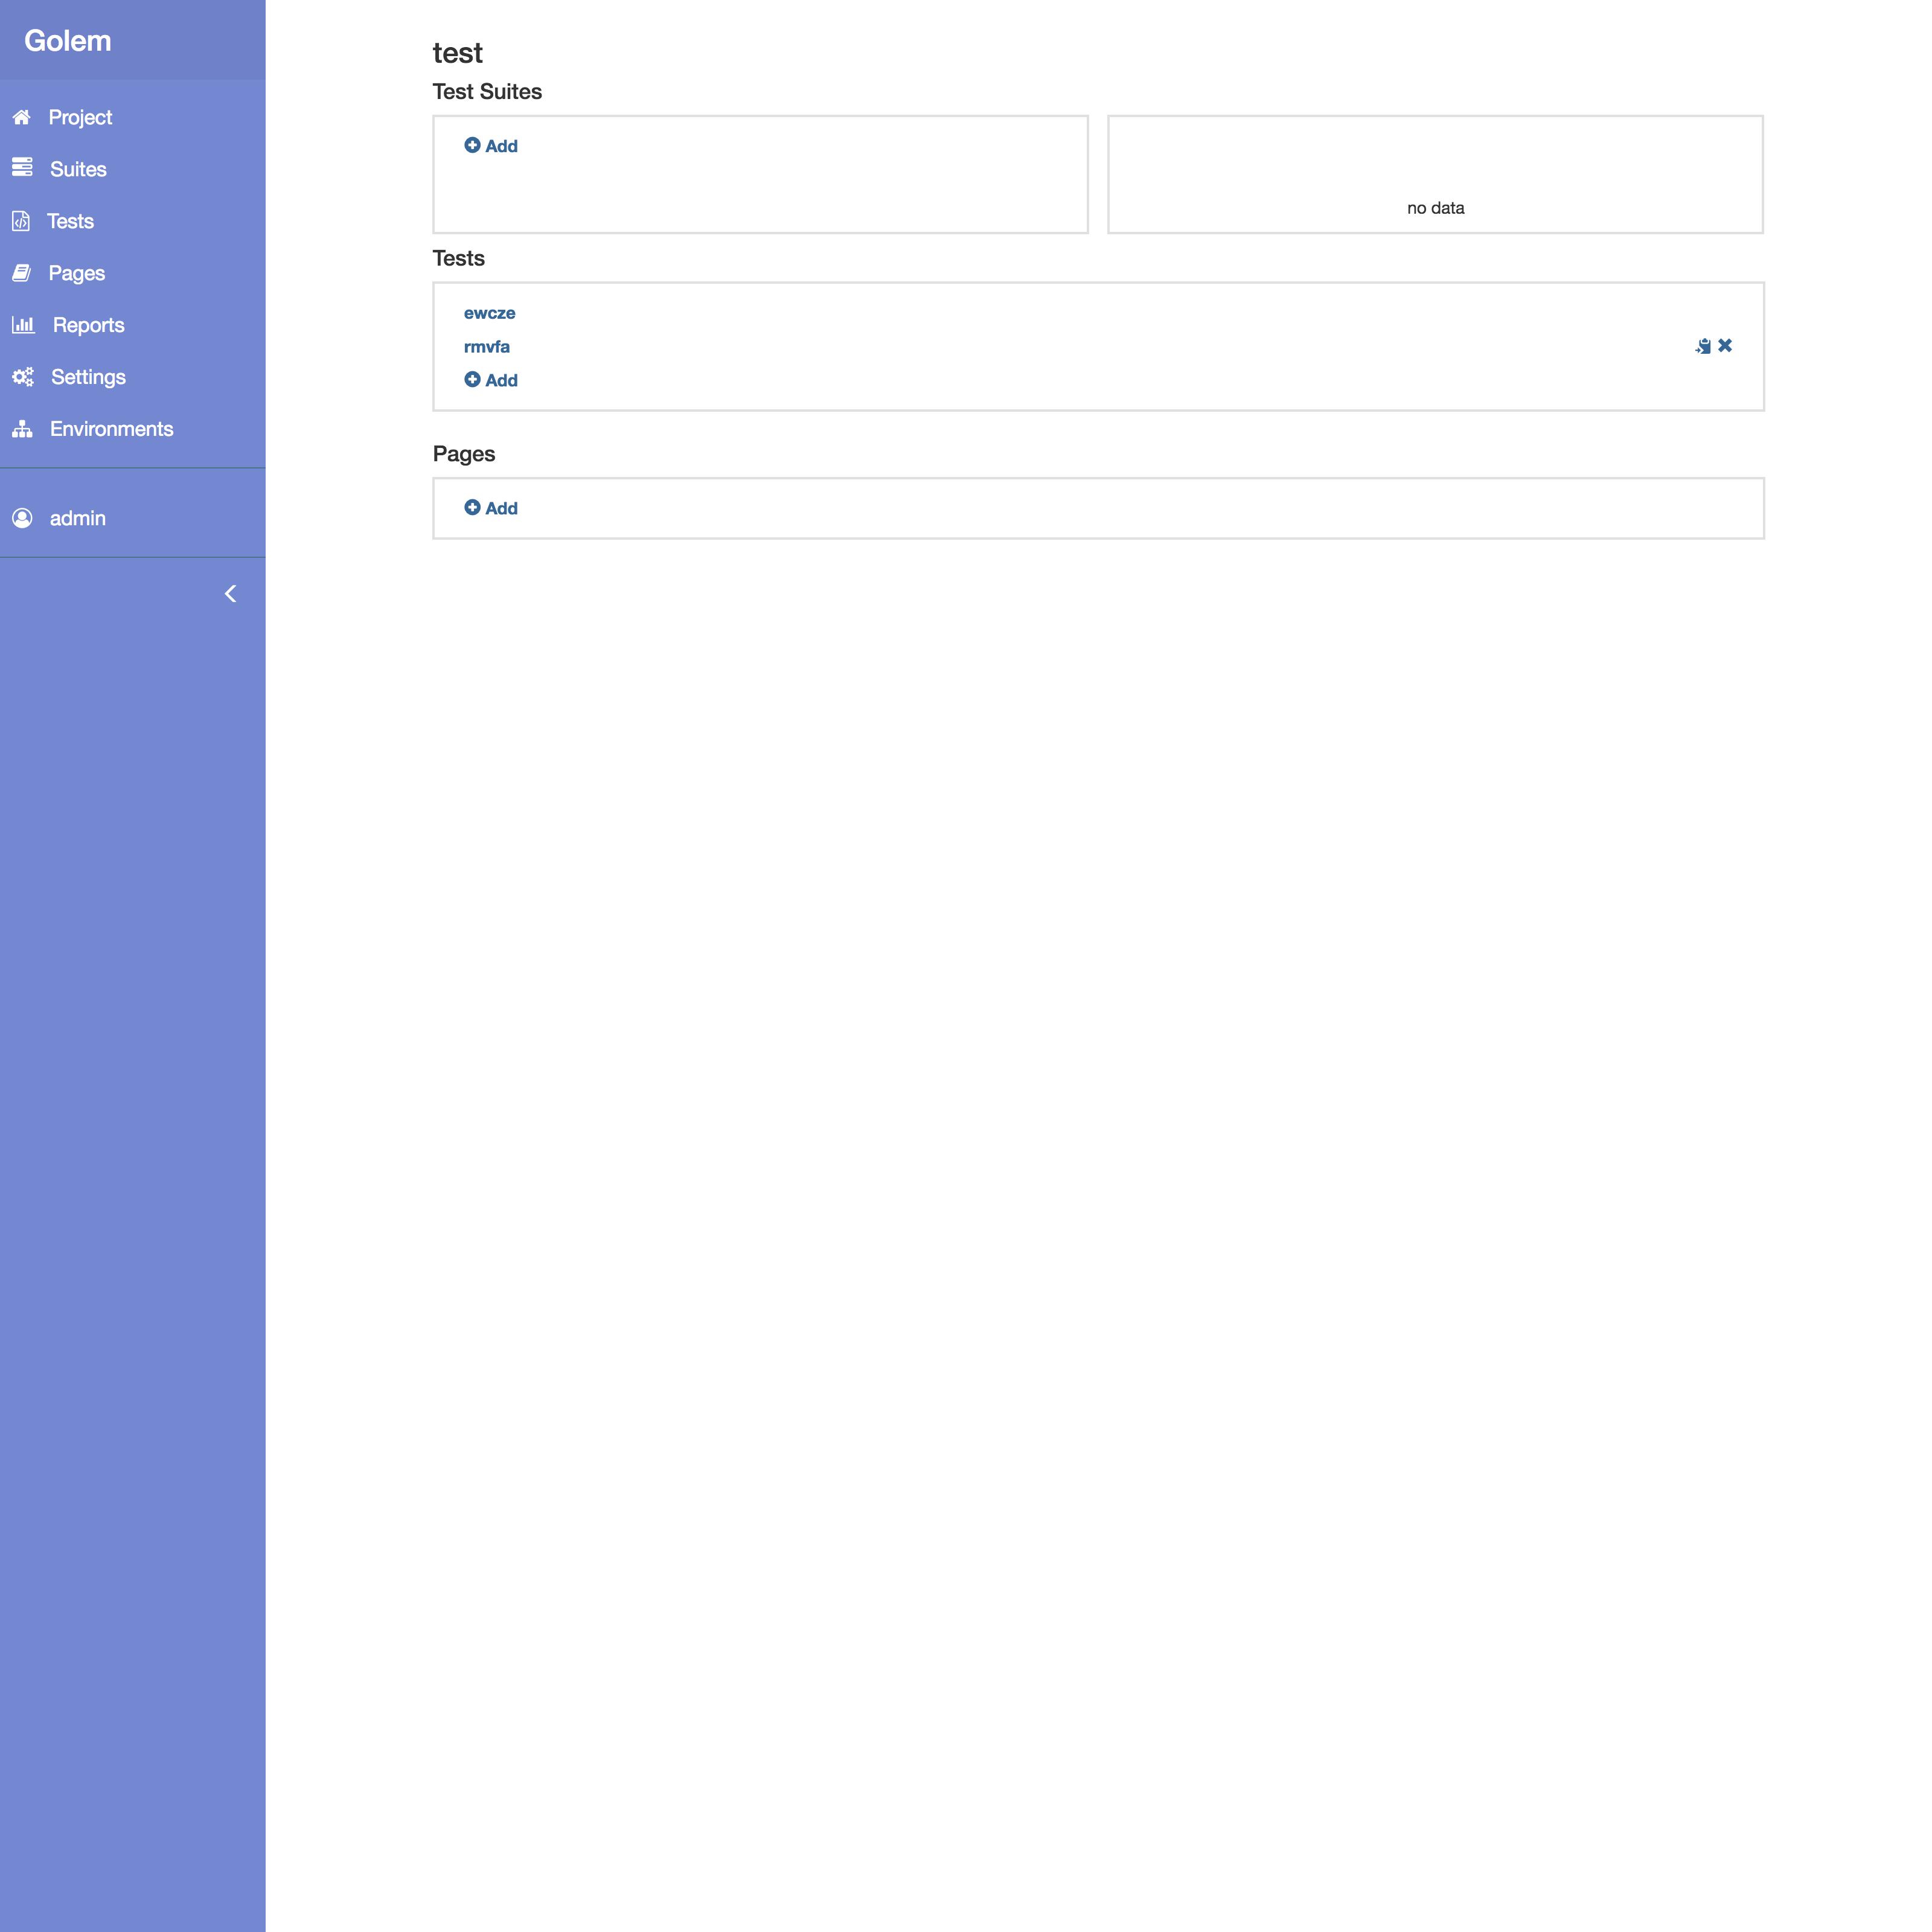 Golem
Project
Suites
Tests
Pages
Reports
Settings
Environments
admin
test
Test Suites
Add
no data
Tests
ewcze
rmvfa
Add
Pages
Add